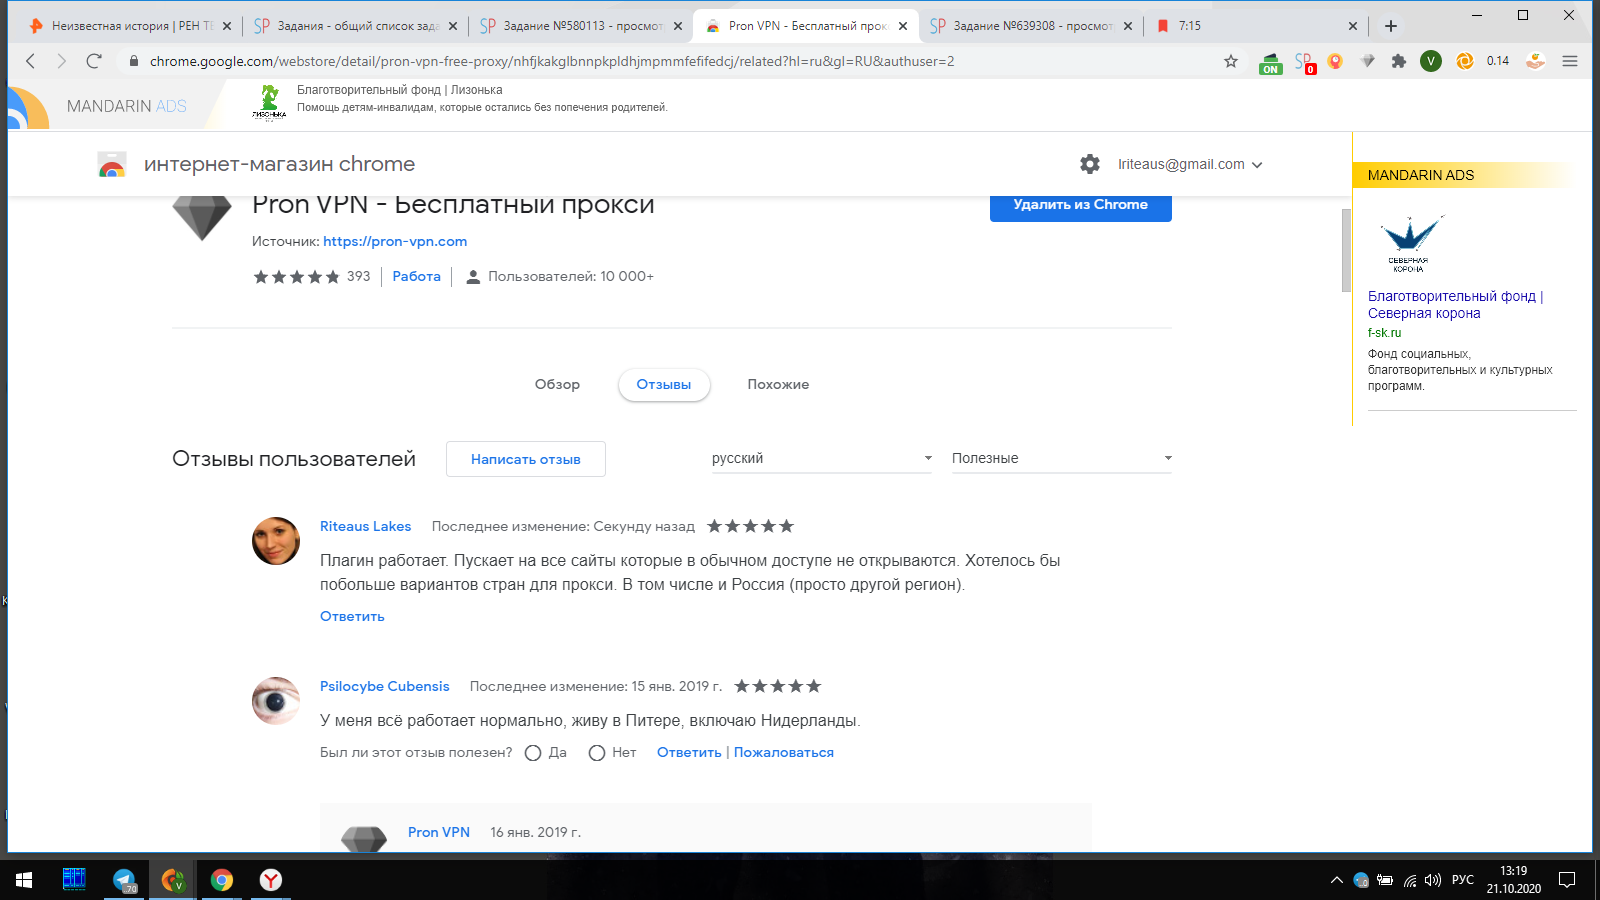 Неизвестная история | РЕН ТВ
Задания - общий список зада
Задание №580113 - просмот
Pron VPN - Бесплатный прок
Задание №639308 - просмот
7:15
chrome.google.com/webstore/detail/pron-vpn-free-proxy/nhfjkakglbnnpkpldhjmpmmfefifedcj/related?hl=ru&gl=RU&authuser=2
ON
SP
0
V
0.14
MANDARIN ADS
ЛИЗОНЬКА
Благотворительный фонд | Лизонька
Помощь детям-инвалидам, которые остались без попечения родителей.
интернет-магазин chrome
lriteaus@gmail.com
MANDARIN ADS
СЕВЕРНАЯ
КОРОНА
Благотворительный фонд |
Северная корона
f-sk.ru
Фонд социальных,
благотворительных и культурных
программ.
Pron VPN - Бесплатный прокси
Удалить из Chrome
Источник: https://pron-vpn.com
393
Работа
Пользователей: 10 000+
Обзор
Отзывы
Похожие
Отзывы пользователей
Написать отзыв
русский
Полезные
Riteaus Lakes Последнее изменение: Секунду назад
Плагин работает. Пускает на все сайты которые в обычном доступе не открываются. Хотелось бы
побольше вариантов стран для прокси. В том числе и Россия (просто другой регион).
Ответить
Psilocybe Cubensis Последнее изменение: 15 янв. 2019 г.
У меня всё работает нормально, живу в Питере, включаю Нидерланды.
Был ли этот отзыв полезен? Да Нет Ответить | Пожаловаться
Pron VPN 16 янв. 2019 г.
70
V
РУС
13:19
21.10.2020